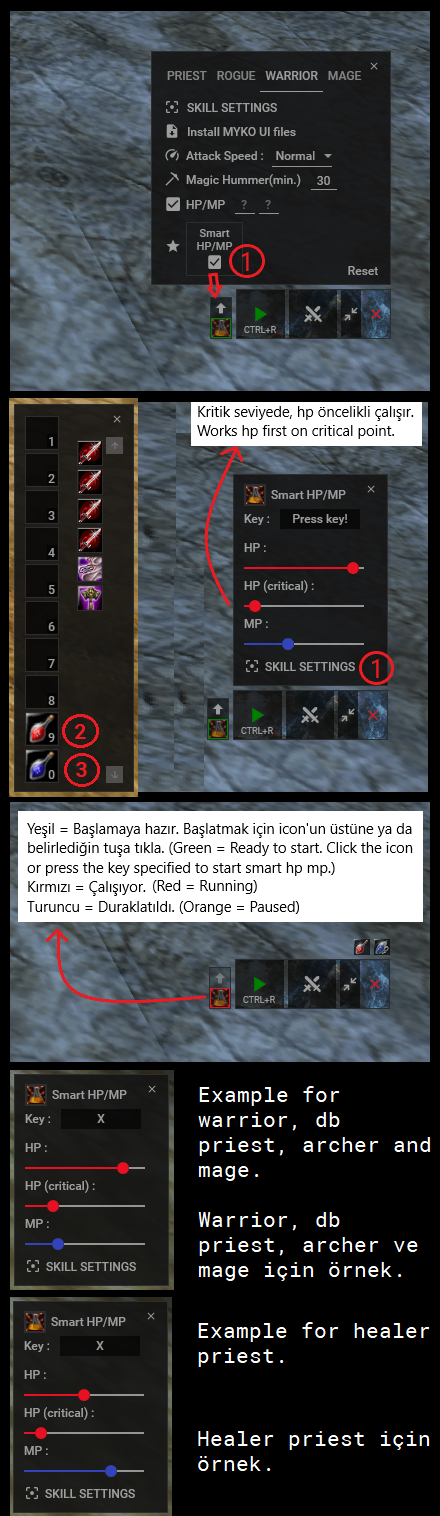 PRIEST ROGUE WARRIOR MAGE ×
SKILL SETTINGS
Install MYKO UI files
Attack Speed : Normal
Magic Hummer(min.) 30
HP/MP ? ?
Smart
HP/MP
1
Reset
CTRL+R
Kritik seviyede, hp öncelikli çalışır.
Works hp first on critical point.
1
2
3
4
5
6
7
8
9
0
2
3
Smart HP/MP
Key : Press key!
HP :
HP (critical) :
MP :
SKILL SETTINGS
1
CTRL+R
Yeşil = Başlamaya hazır. Başlatmak için icon'un üstüne ya da
belirlediğin tuşa tıkla. (Green = Ready to start. Click the icon
or press the key specified to start smart hp mp.)
Kırmızı = Çalışıyor. (Red = Running)
Turuncu = Duraklatıldı. (Orange = Paused)
CTRL+R
Smart HP/MP
Key : X
HP :
HP (critical) :
MP :
SKILL SETTINGS
Example for
warrior, db
priest, archer and
mage.
Warrior, db
priest, archer ve
mage için örnek.
Smart HP/MP
Key : X
HP :
HP (critical) :
MP :
SKILL SETTINGS
Example for healer
priest.
Healer priest için
örnek.